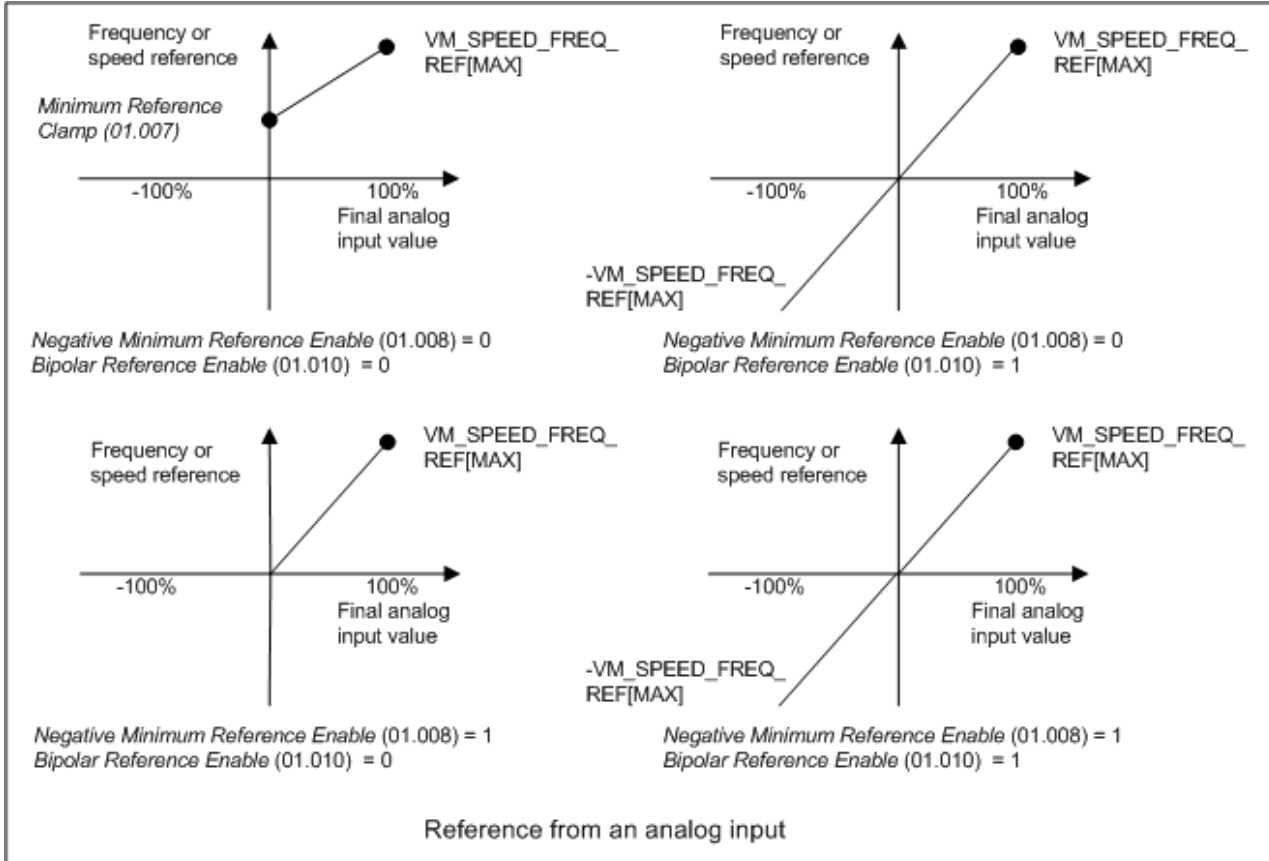 Frequency or
speed reference
VM_SPEED_FREQ_
REF[MAX]
Minimum Reference
Clamp (01.007)
-100%
100%
Final analog
input value
Negative Minimum Reference Enable (01.008) = 0
Bipolar Reference Enable (01.010) = 0
Frequency or
speed reference
VM_SPEED_FREQ_
REF[MAX]
-100%
100%
Final analog
input value
-VM_SPEED_FREQ_
REF[MAX]
Negative Minimum Reference Enable (01.008) = 0
Bipolar Reference Enable (01.010) = 1
Frequency or
speed reference
VM_SPEED_FREQ_
REF[MAX]
-100%
100%
Final analog
input value
Negative Minimum Reference Enable (01.008) = 1
Bipolar Reference Enable (01.010) = 0
Frequency or
speed reference
VM_SPEED_FREQ_
REF[MAX]
-100%
100%
Final analog
input value
-VM_SPEED_FREQ_
REF[MAX]
Negative Minimum Reference Enable (01.008) = 1
Bipolar Reference Enable (01.010) = 1
Reference from an analog input